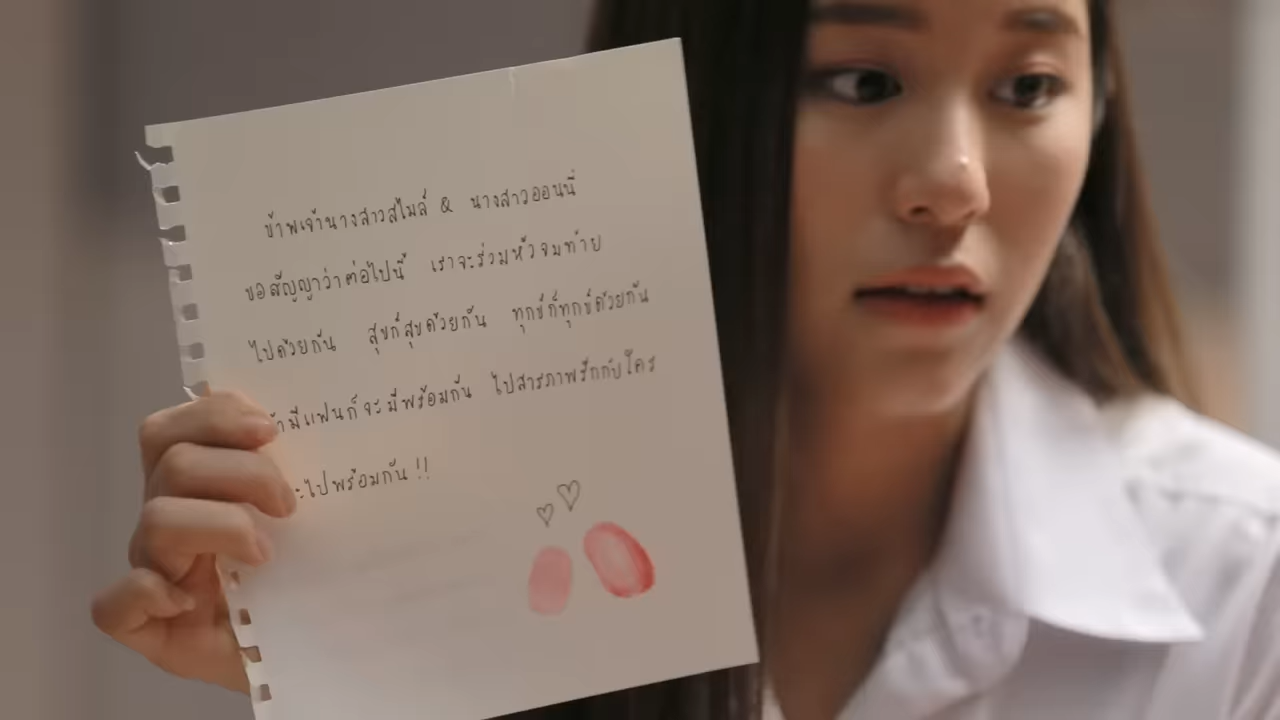 ข้าพเจ้านางสาวสไมล์ & นางสาวออนนี่
ขอสัญญาว่าต่อไปนี้ เราจะร่วมหัวจมท้าย
ไปด้วยกัน สุขก็สุขด้วยกัน ทุกข์ก็ทุกข์ด้วยกัน
มีแฟนก็จะมีพร้อมกัน ไปสารภาพรักกับใคร
ไปพร้อมกัน !!